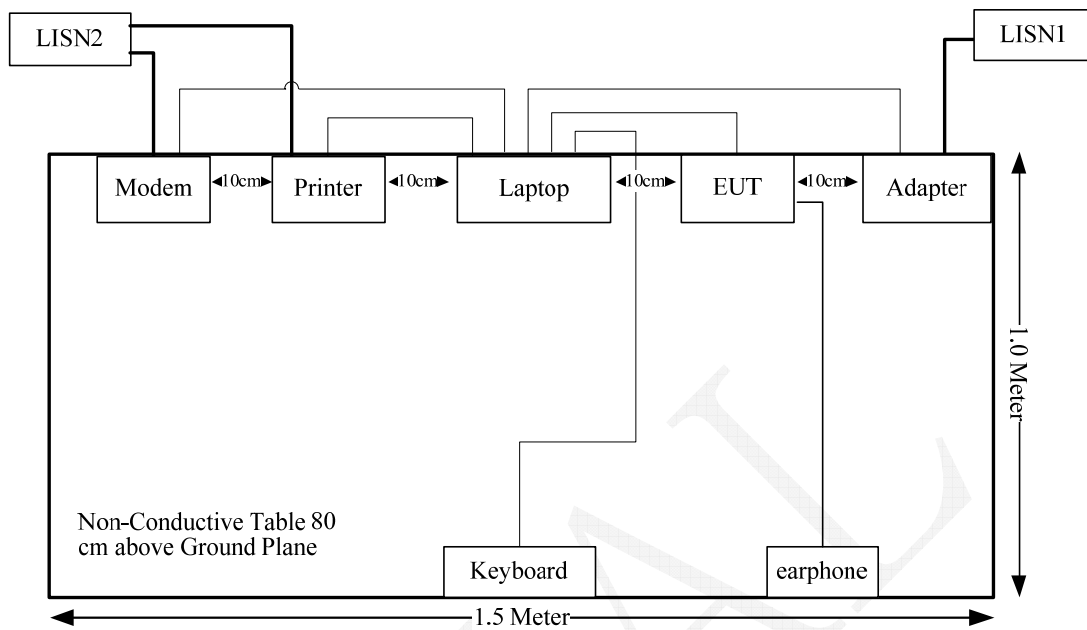 LISN2
LISN1
Modem
10cm
Printer
10cm
Laptop
10cm
EUT
10cm
Adapter
1.0 Meter
Non-Conductive Table 80
cm above Ground Plane
Keyboard
earphone
1.5 Meter